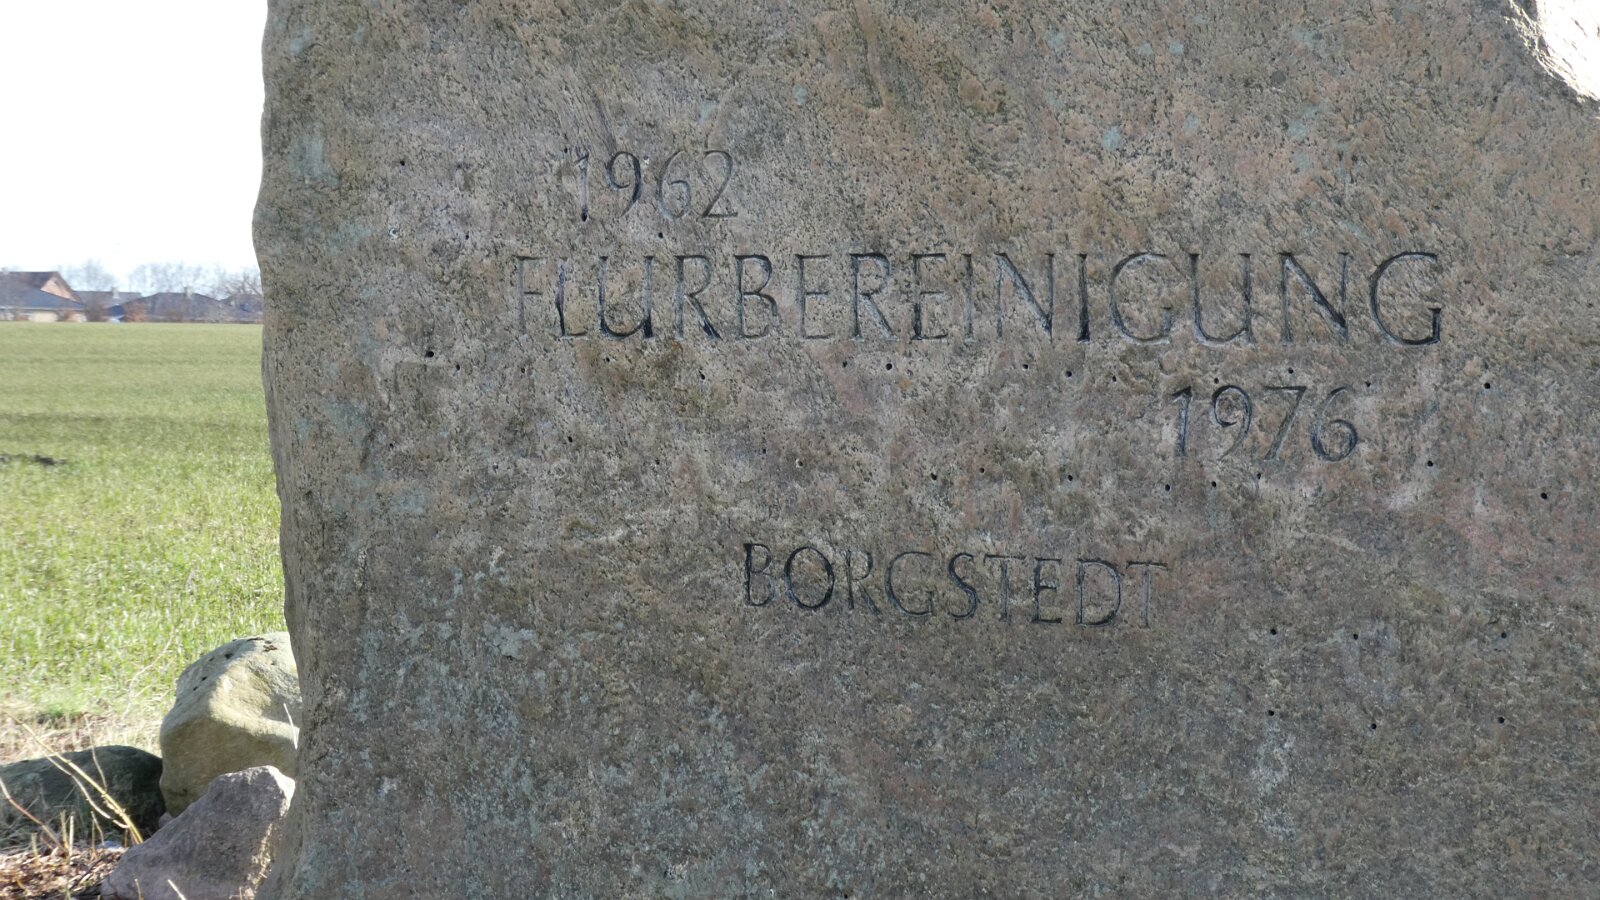 1962
FLURBEREINIGUNG
1976
BORGSTEDT